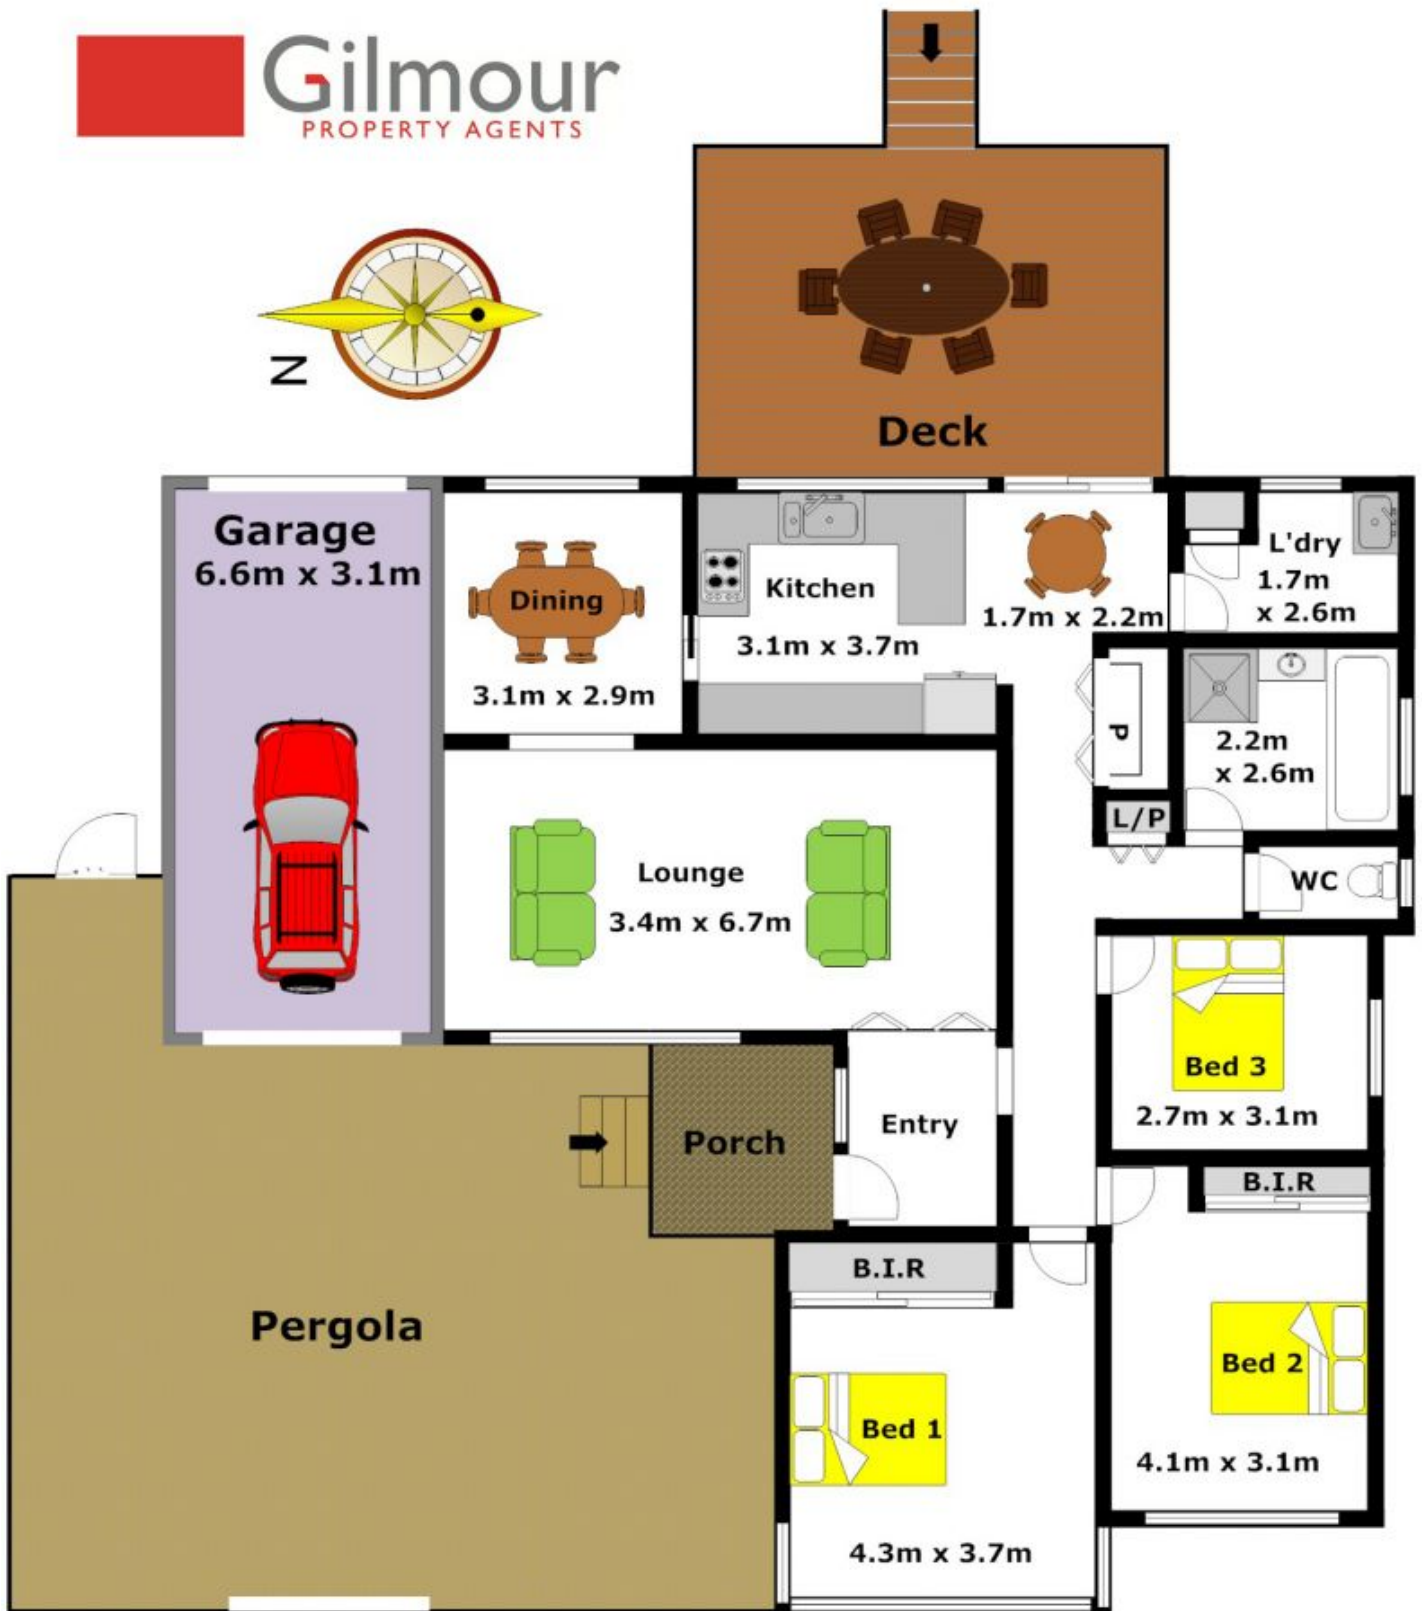 Gilmour
PROPERTY AGENTS
N
Deck
Garage
6.6m x 3.1m
Dining
3.1m x 2.9m
Kitchen
3.1m x 3.7m
1.7m x 2.2m
L'dry
1.7m
x 2.6m
P
2.2m
x 2.6m
L/P
WC
Lounge
3.4m x 6.7m
Bed 3
2.7m x 3.1m
Entry
Porch
B.I.R
B.I.R
Pergola
Bed 2
4.1m x 3.1m
Bed 1
4.3m x 3.7m